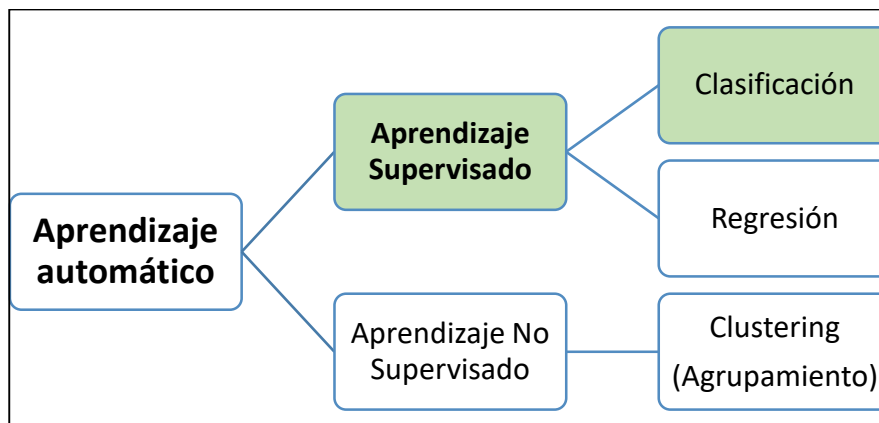 Aprendizaje
automático
Aprendizaje
Supervisado
Clasificación
Regresión
Aprendizaje No
Supervisado
Clustering
(Agrupamiento)